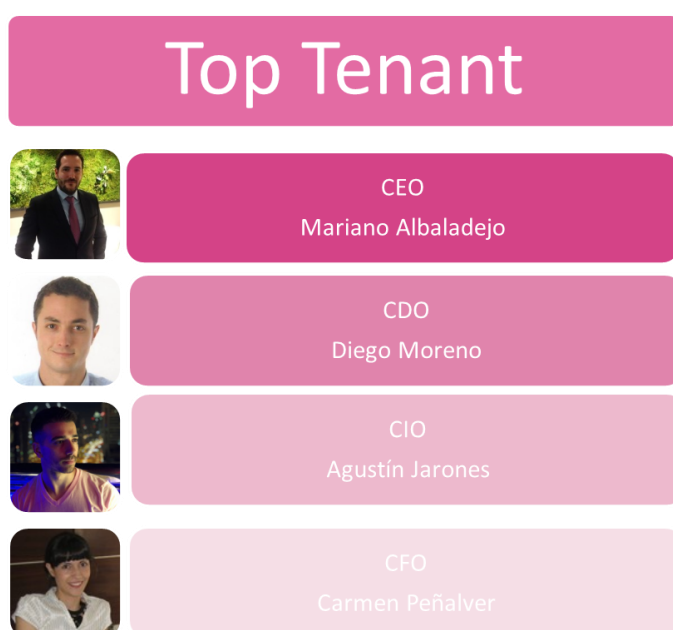 Top Tenant
CEO
Mariano Albaladejo
CDO
Diego Moreno
CIO
Agustín Jarones
CFO
Carmen Peñalver